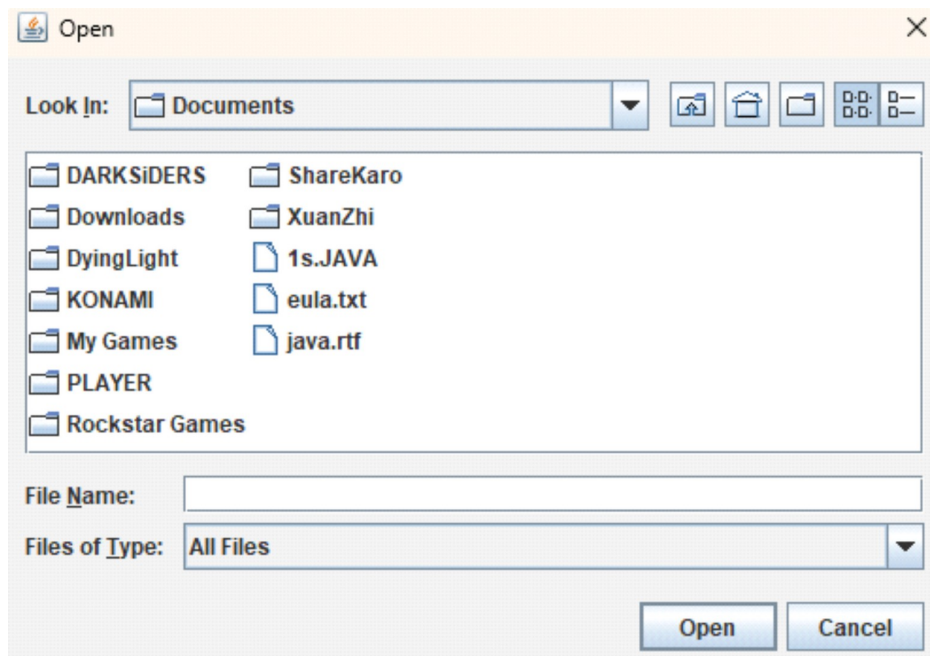 Open
Look In: Documents
DARKSiDERS
Downloads
DyingLight
KONAMI
My Games
PLAYER
Rockstar Games
ShareKaro
XuanZhi
1s.JAVA
eula.txt
java.rtf
File Name:
Files of Type: All Files
Open Cancel